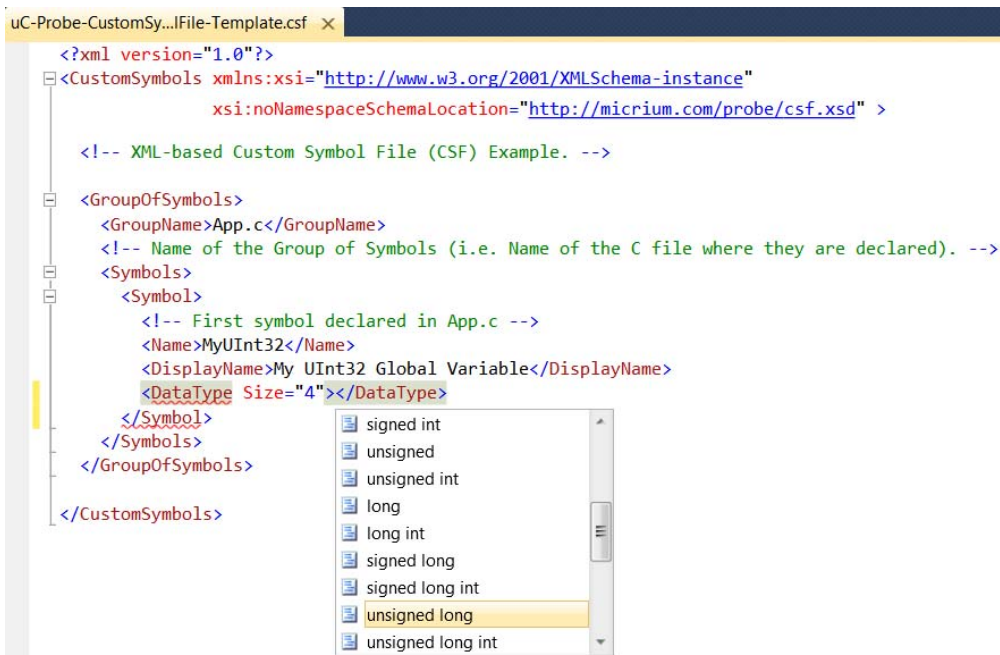 uC-Probe-CustomSy...lFile-Template.csf ×
<?xml version="1.0"?>
<CustomSymbols xmlns:xsi="http://www.w3.org/2001/XMLSchema-instance"
xsi:noNamespaceSchemaLocation="http://micrium.com/probe/csf.xsd" >
<!-- XML-based Custom Symbol File (CSF) Example. -->
<GroupOfSymbols>
<GroupName>App.c</GroupName>
<!-- Name of the Group of Symbols (i.e. Name of the C file where they are declared). -->
<Symbols>
<Symbol>
<!-- First symbol declared in App.c -->
<Name>MyUInt32</Name>
<DisplayName>My UInt32 Global Variable</DisplayName>
<DataType Size="4"></DataType>
</Symbol>
</Symbols>
</GroupOfSymbols>
</CustomSymbols>
signed int
unsigned
unsigned int
long
long int
signed long
signed long int
unsigned long
unsigned long int